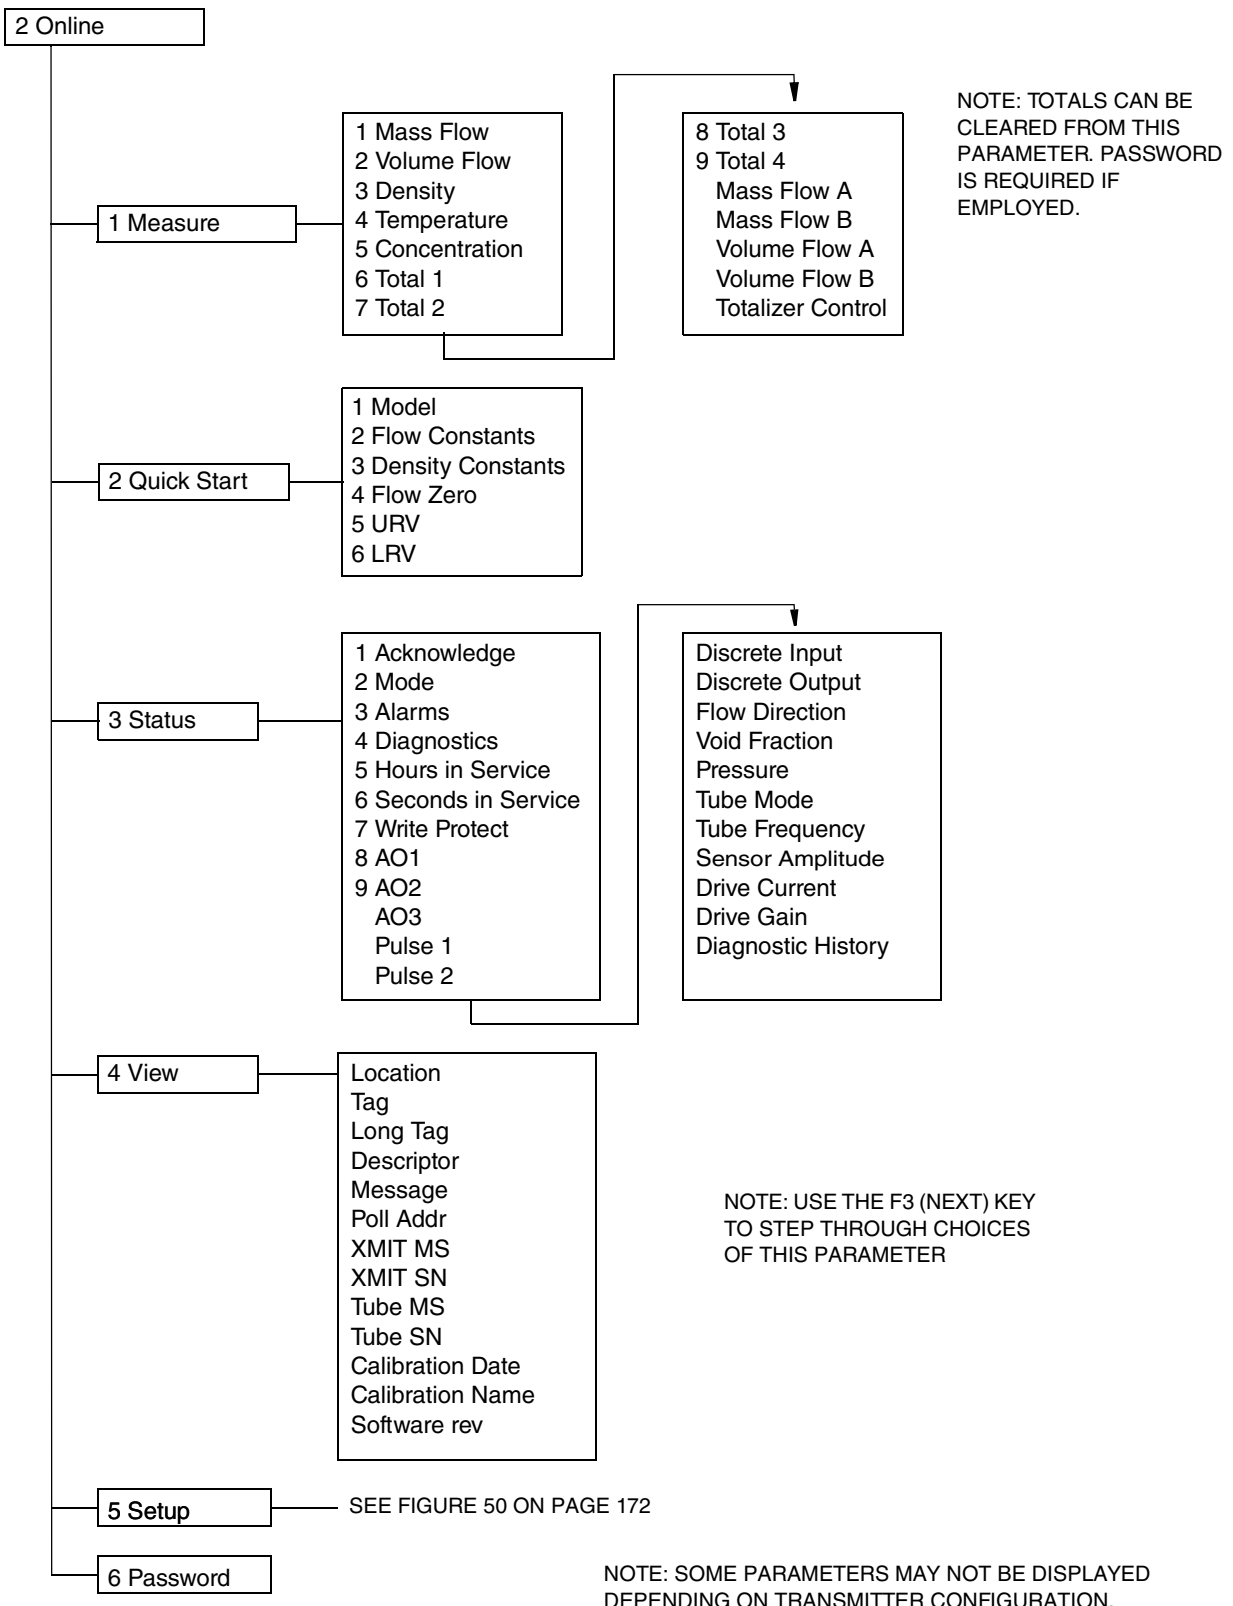 2 Online
1 Measure
1 Mass Flow
2 Volume Flow
3 Density
4 Temperature
5 Concentration
6 Total 1
7 Total 2
8 Total 3
9 Total 4
Mass Flow A
Mass Flow B
Volume Flow A
Volume Flow B
Totalizer Control
NOTE: TOTALS CAN BE
CLEARED FROM THIS
PARAMETER. PASSWORD
IS REQUIRED IF
EMPLOYED.
2 Quick Start
1 Model
2 Flow Constants
3 Density Constants
4 Flow Zero
5 URV
6 LRV
3 Status
1 Acknowledge
2 Mode
3 Alarms
4 Diagnostics
5 Hours in Service
6 Seconds in Service
7 Write Protect
8 AO1
9 AO2
AO3
Pulse 1
Pulse 2
Discrete Input
Discrete Output
Flow Direction
Void Fraction
Pressure
Tube Mode
Tube Frequency
Sensor Amplitude
Drive Current
Drive Gain
Diagnostic History
4 View
Location
Tag
Long Tag
Descriptor
Message
Poll Addr
XMIT MS
XMIT SN
Tube MS
Tube SN
Calibration Date
Calibration Name
Software rev
NOTE: USE THE F3 (NEXT) KEY
TO STEP THROUGH CHOICES
OF THIS PARAMETER
5 Setup
SEE FIGURE 50 ON PAGE 172
6 Password
NOTE: SOME PARAMETERS MAY NOT BE DISPLAYED
DEPENDING ON TRANSMITTER CONFIGURATION.